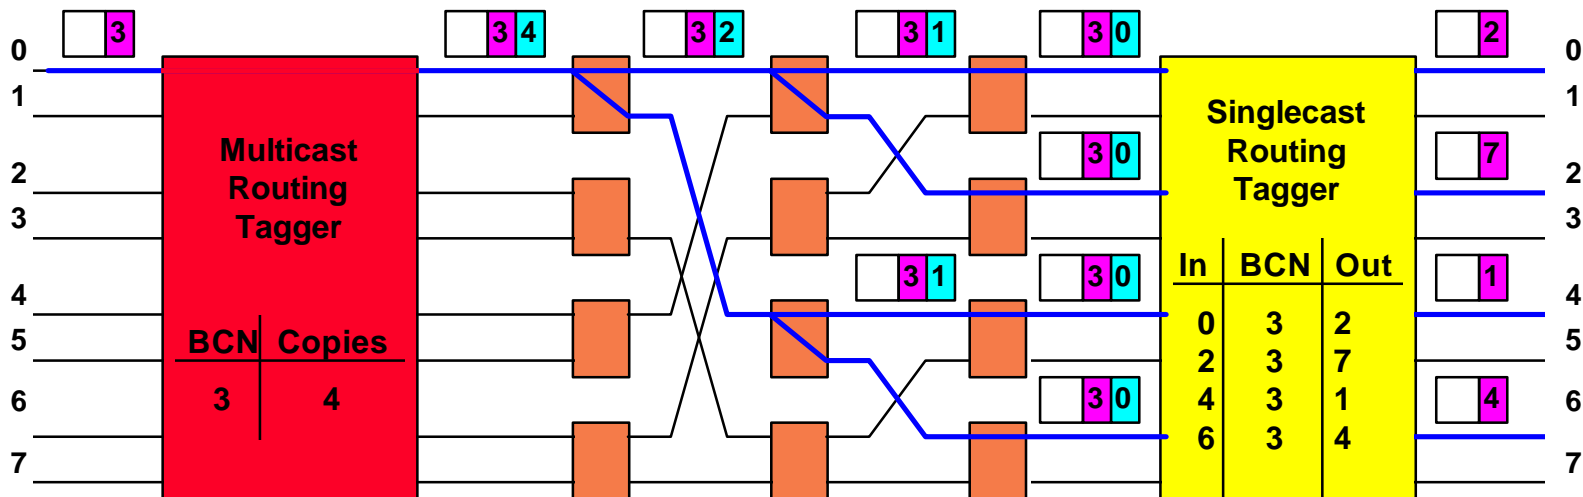 3
3 4
3 2
3 1
3 0
2
0
0
1
1
Multicast
Routing
Tagger
Singlecast
Routing
Tagger
3 0
7
2
2
3
3
3 1
3 0
1
In BCN Out
0 3 2
2 3 7
4 3 1
6 3 4
4
4
5
5
BCN Copies
3 4
3 0
4
6
6
7
7